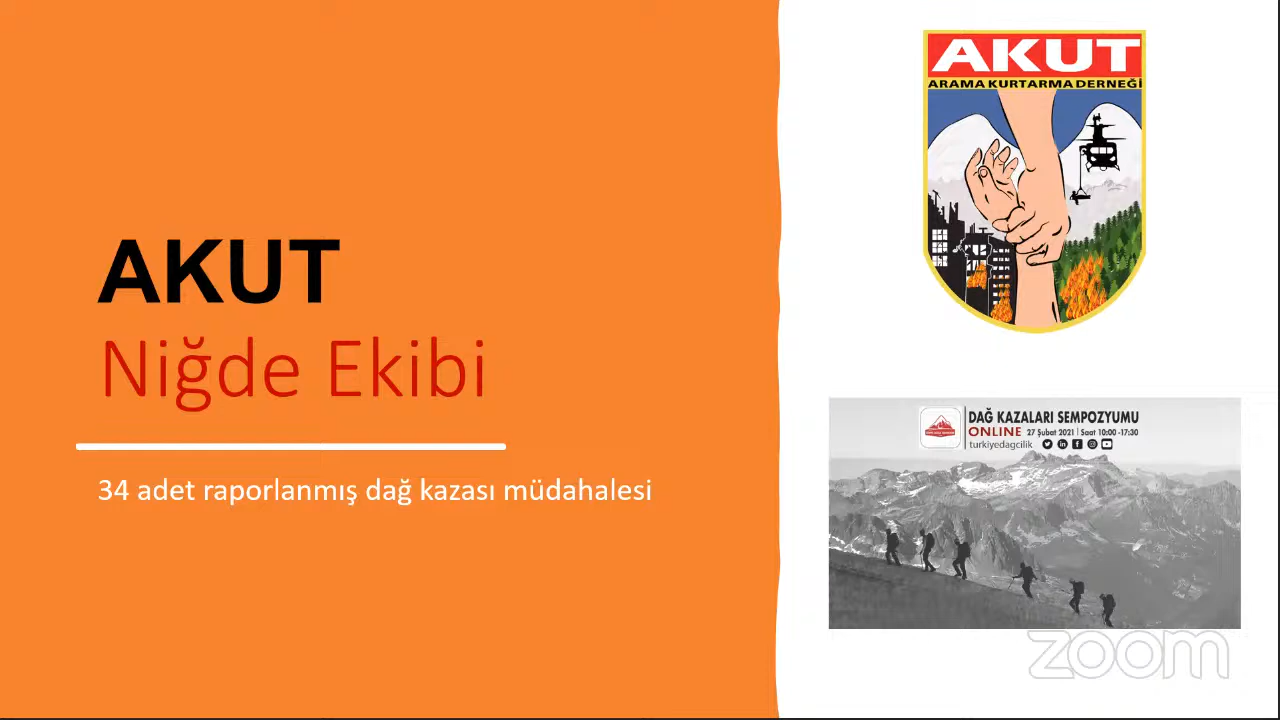 AKUT
Niğde Ekibi
34 adet raporlanmış dağ kazası müdahalesi
AKUT
ARAMA KURTARMA DERNEĞİ
DAĞ KAZALARI SEMPOZYUMU
ONLINE 27 Şubat 2021 | Saat 10:00 -17:30
turkiyedagcilik
zoom